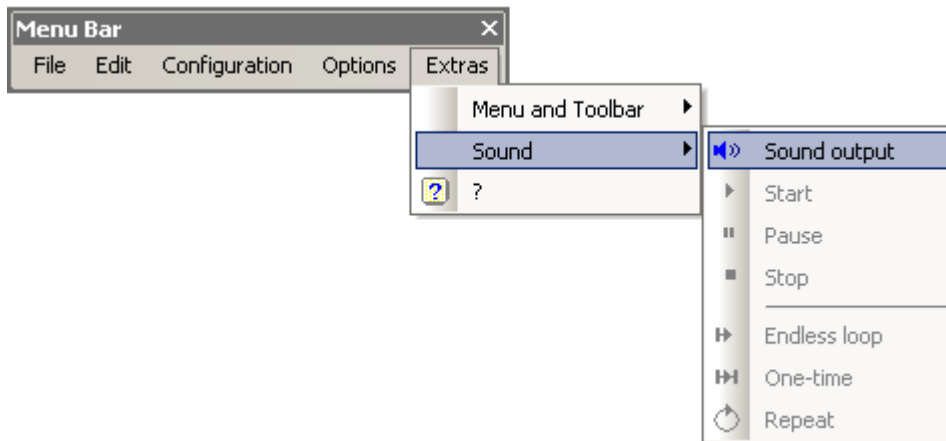 Menu Bar
File Edit Configuration Options Extras
Menu and Toolbar
Sound
?
Sound output
Start
Pause
Stop
Endless loop
One-time
Repeat